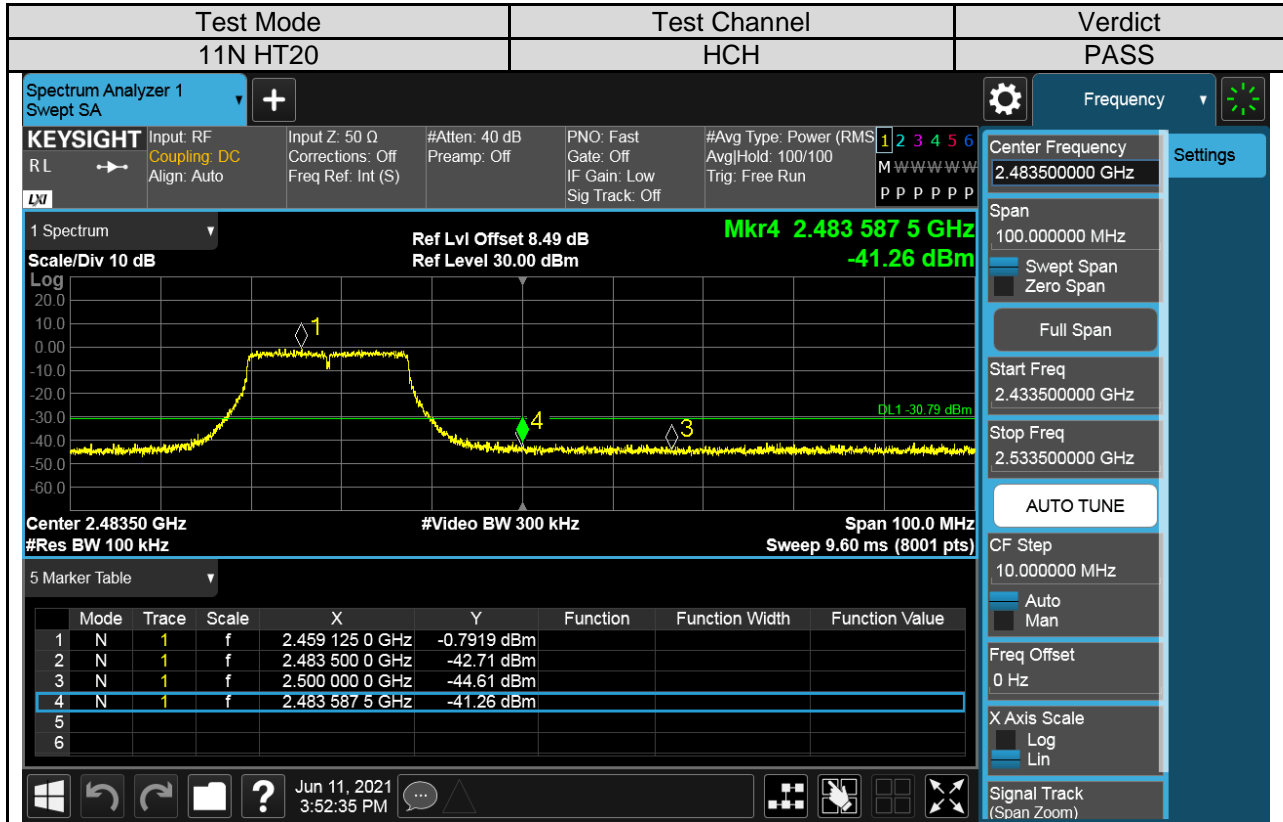 Test Mode Test Channel Verdict
11N HT20 HCH PASS
Spectrum Analyzer 1
Swept SA
+
Frequency
KEYSIGHT Input: RF Input Z: 50 Ω #Atten: 40 dB PNO: Fast #Avg Type: Power (RMS 1 2 3 4 5 6
RL Coupling: DC Corrections: Off Preamp: Off Gate: Off Avg|Hold: 100/100 M W W W W W
Align: Auto Freq Ref: Int (S) IF Gain: Low Trig: Free Run
LXI Sig Track: Off P P P P P P
1 Spectrum
Ref Lvl Offset 8.49 dB Mkr4 2.483 587 5 GHz
Scale/Div 10 dB Ref Level 30.00 dBm -41.26 dBm
Log
20.0
10.0
0.00
-10.0
-20.0
-30.0
-40.0
-50.0
-60.0
1
4
3
DL1 -30.79 dBm
Center 2.48350 GHz #Video BW 300 kHz Span 100.0 MHz
#Res BW 100 kHz Sweep 9.60 ms (8001 pts)
5 Marker Table
Mode Trace Scale X Y Function Function Width Function Value
1 N 1 f 2.459 125 0 GHz -0.7919 dBm
2 N 1 f 2.483 500 0 GHz -42.71 dBm
3 N 1 f 2.500 000 0 GHz -44.61 dBm
4 N 1 f 2.483 587 5 GHz -41.26 dBm
5
6
?
Jun 11, 2021
3:52:35 PM
Center Frequency
2.483500000 GHz
Settings
Span
100.000000 MHz
Swept Span
Zero Span
Full Span
Start Freq
2.433500000 GHz
Stop Freq
2.533500000 GHz
AUTO TUNE
CF Step
10.000000 MHz
Auto
Man
Freq Offset
0 Hz
X Axis Scale
Log
Lin
Signal Track
(Span Zoom)